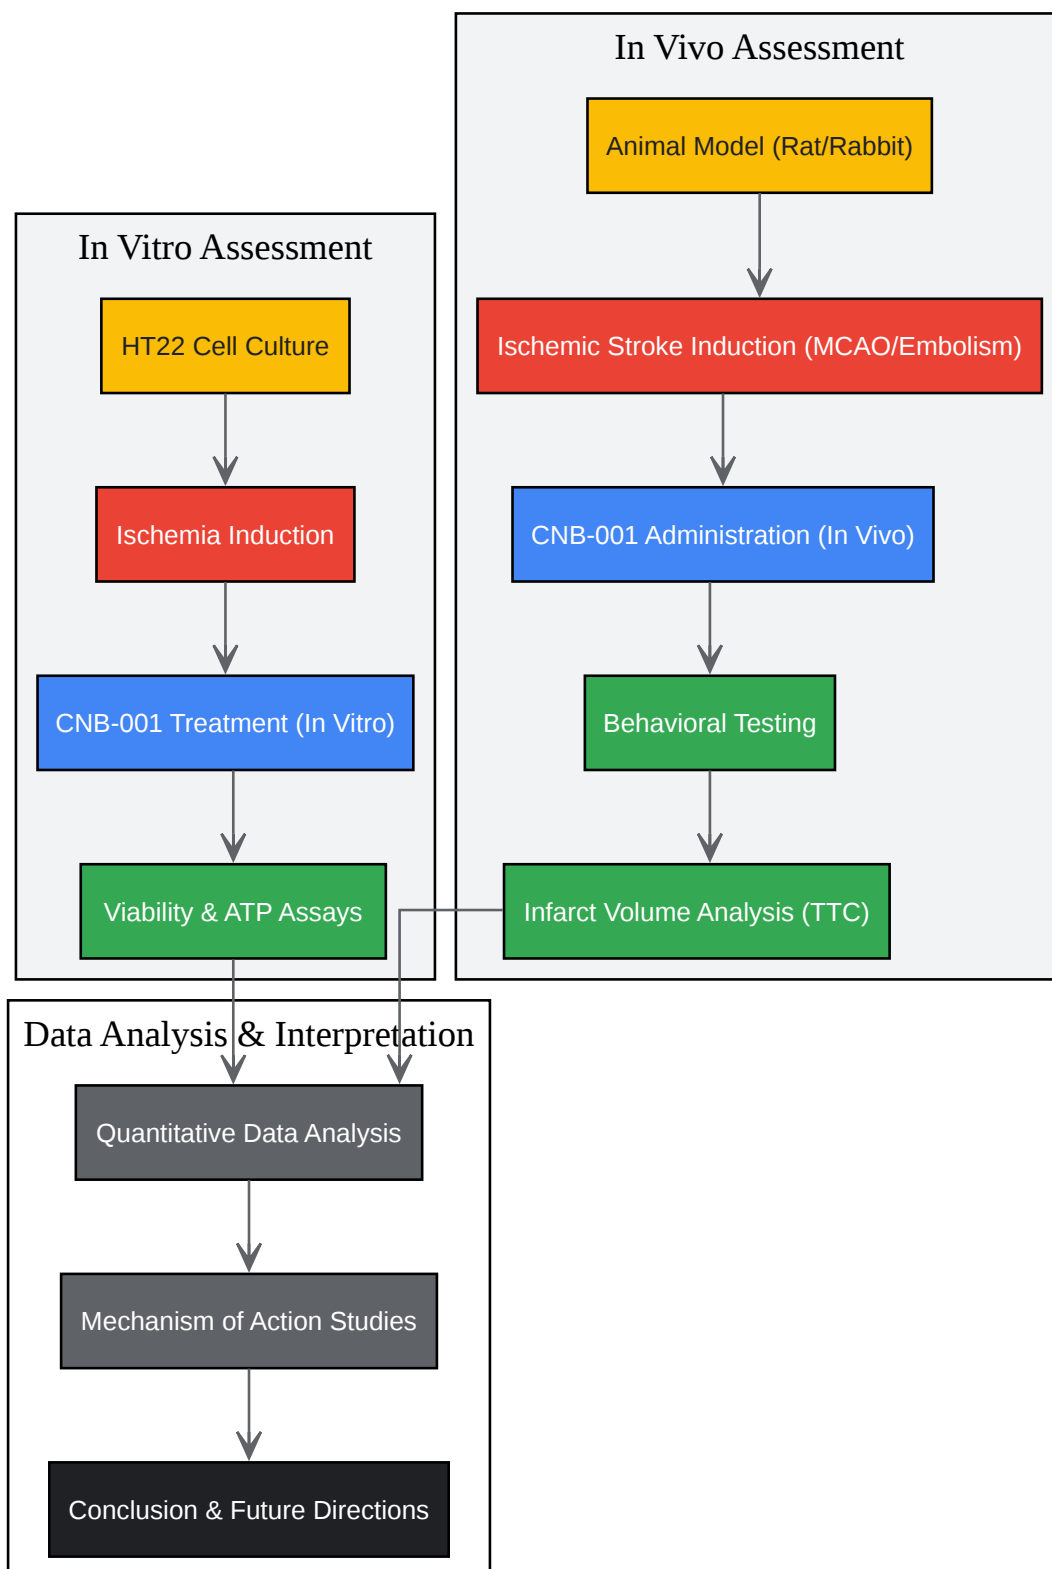 In Vivo Assessment
Animal Model (Rat/Rabbit)
Ischemic Stroke Induction (MCAO/Embolism)
CNB-001 Administration (In Vivo)
Behavioral Testing
Infarct Volume Analysis (TTC)
In Vitro Assessment
HT22 Cell Culture
Ischemia Induction
CNB-001 Treatment (In Vitro)
Viability & ATP Assays
Data Analysis & Interpretation
Quantitative Data Analysis
Mechanism of Action Studies
Conclusion & Future Directions